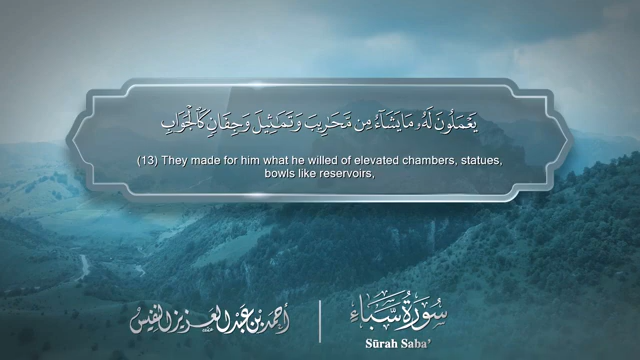 يَعْمَلُونَ لَهُۥ مَا يَشَآءُ مِن مَّحَـٰرِيبَ وَتَمَـٰثِيلَ وَجِفَانٍ كَٱلْجَوَابِ
(13) They made for him what he willed of elevated chambers, statues,
bowls like reservoirs,
سُورَةُ سَبَإٍ
أحمد بن عبد العزيز النفيس
Sūrah Saba’